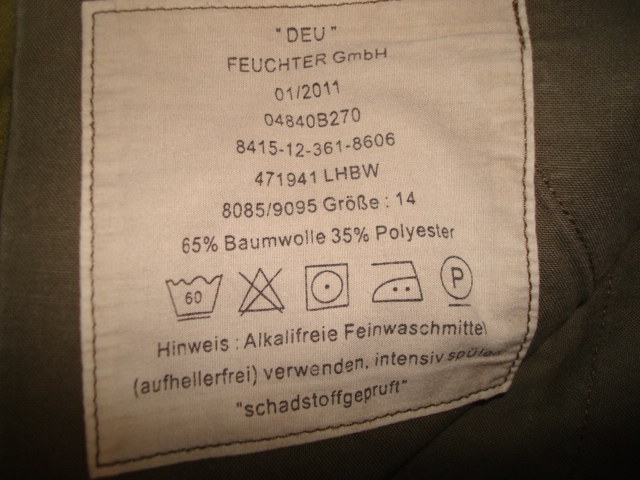 "DEU"
FEUCHTER GmbH
01/2011
04840B270
8415-12-361-8606
471941 LHBW
8085/9095 Größe : 14
65% Baumwolle 35% Polyester
60 P
Hinweis : Alkalifreie Feinwaschmittel
(aufhellerfrei) verwenden, intensiv spülen
"schadstoffgepruft"